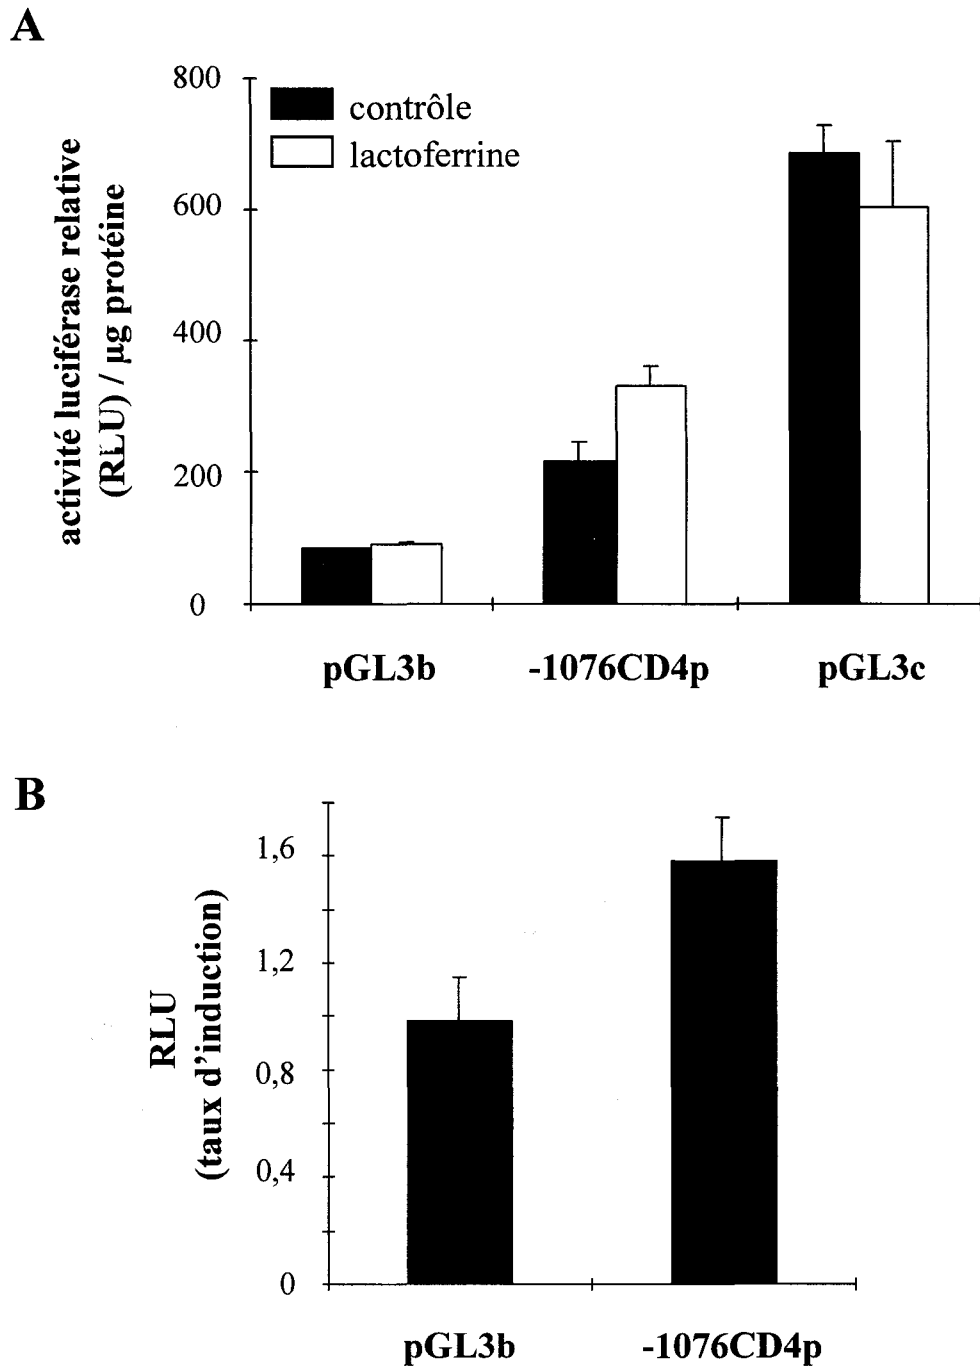 A
800
600
400
200
0
contrôle
lactoferrine
activité luciférase relative
(RLU) / µg protéine
pGL3b
-1076CD4p
pGL3c
B
1,6
1,2
0,8
0,4
0
RLU
(taux d’induction)
pGL3b
-1076CD4p